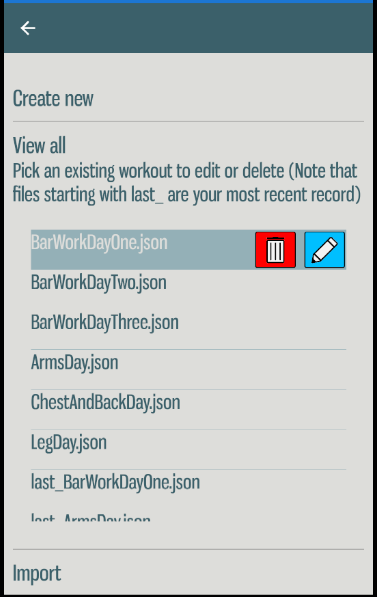 Create new
View all
Pick an existing workout to edit or delete (Note that
files starting with last_ are your most recent record)
BarWorkDayOne.json
BarWorkDayTwo.json
BarWorkDayThree.json
ArmsDay.json
ChestAndBackDay.json
LegDay.json
last_BarWorkDayOne.json
last_ArmsDay.json
Import